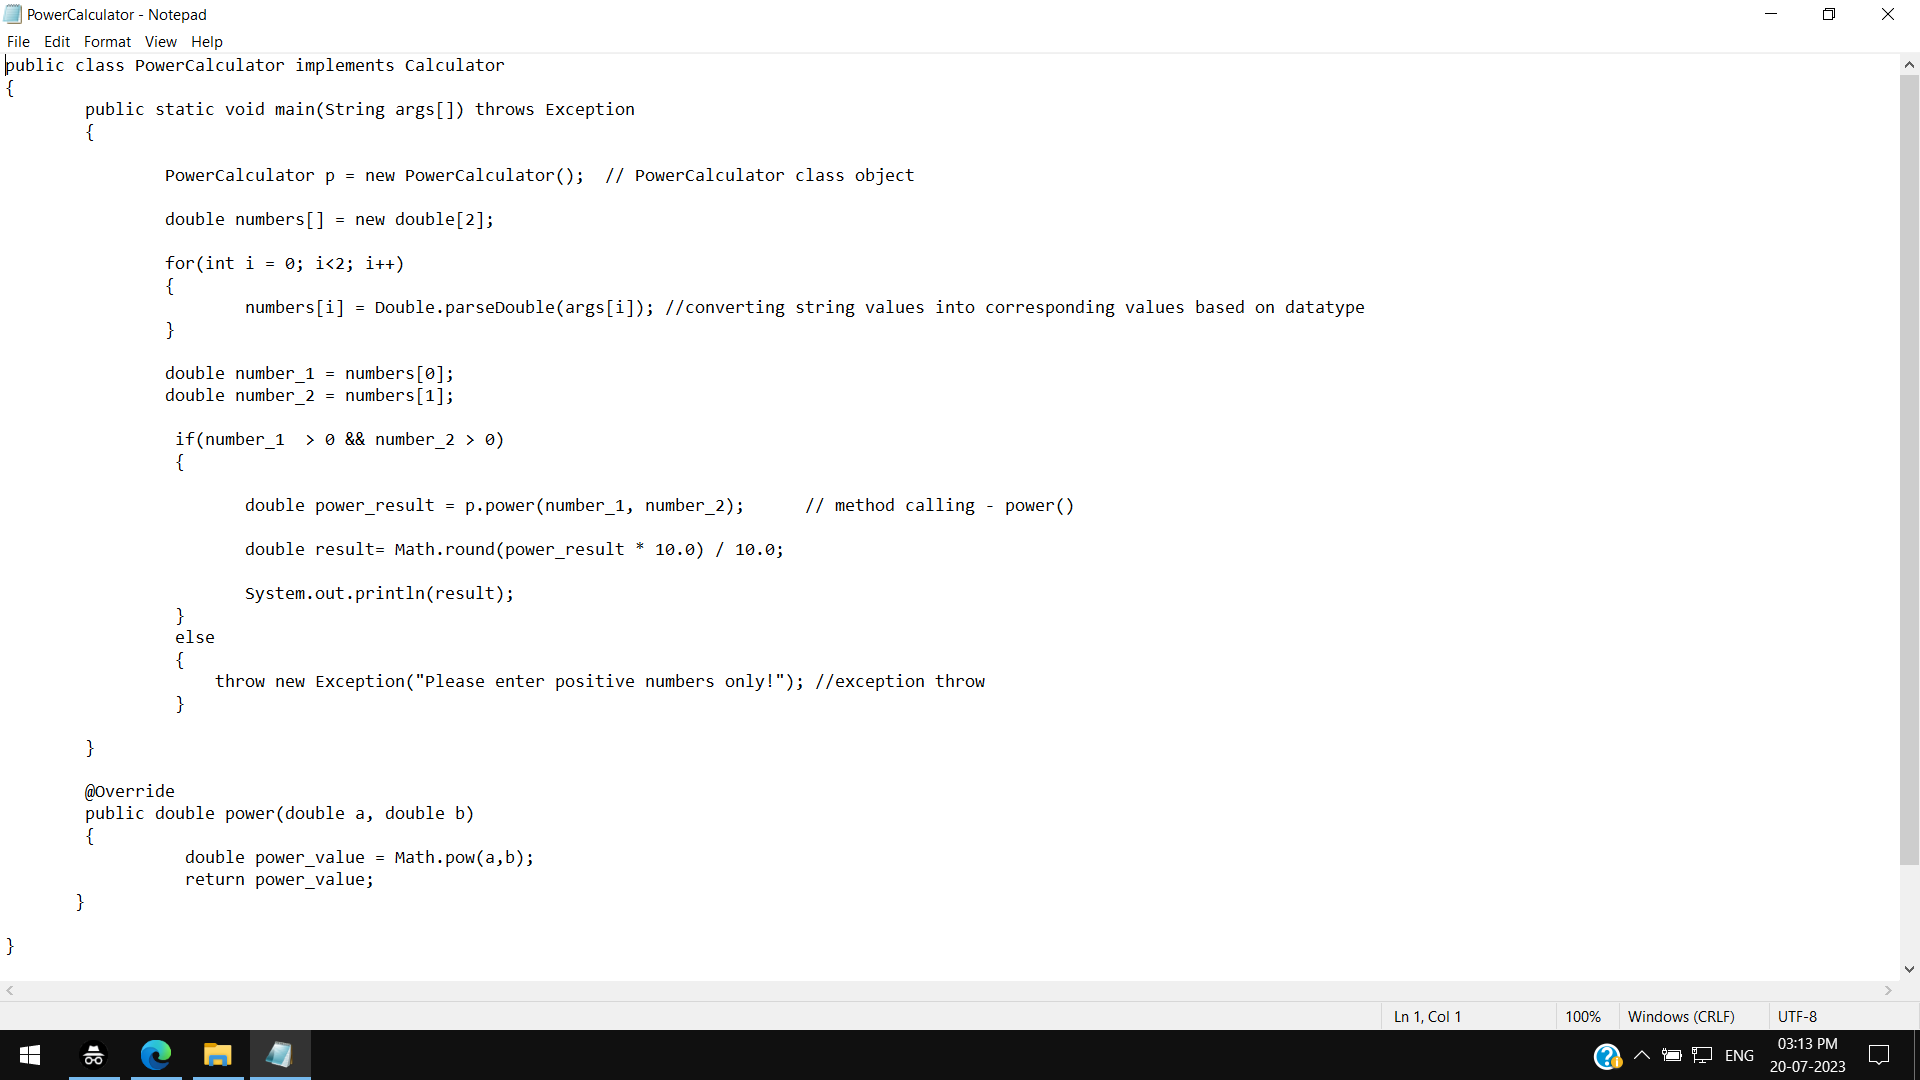 PowerCalculator - Notepad
File Edit Format View Help
public class PowerCalculator implements Calculator
{
        public static void main(String args[]) throws Exception
        {
                PowerCalculator p = new PowerCalculator();  // PowerCalculator class object
                double numbers[] = new double[2];
                for(int i = 0; i<2; i++)
                {
                        numbers[i] = Double.parseDouble(args[i]); //converting string values into corresponding values based on datatype
                }
                double number_1 = numbers[0];
                double number_2 = numbers[1];
                 if(number_1  > 0 && number_2 > 0)
                 {
                        double power_result = p.power(number_1, number_2);      // method calling - power()
                        double result= Math.round(power_result * 10.0) / 10.0;
                        System.out.println(result);
                 }
                 else
                 {
                     throw new Exception("Please enter positive numbers only!"); //exception throw
                 }
        }
        @Override
        public double power(double a, double b)
        {
                  double power_value = Math.pow(a,b);
                  return power_value;
       }
}
Ln 1, Col 1 100% Windows (CRLF) UTF-8
ENG
03:13 PM
20-07-2023